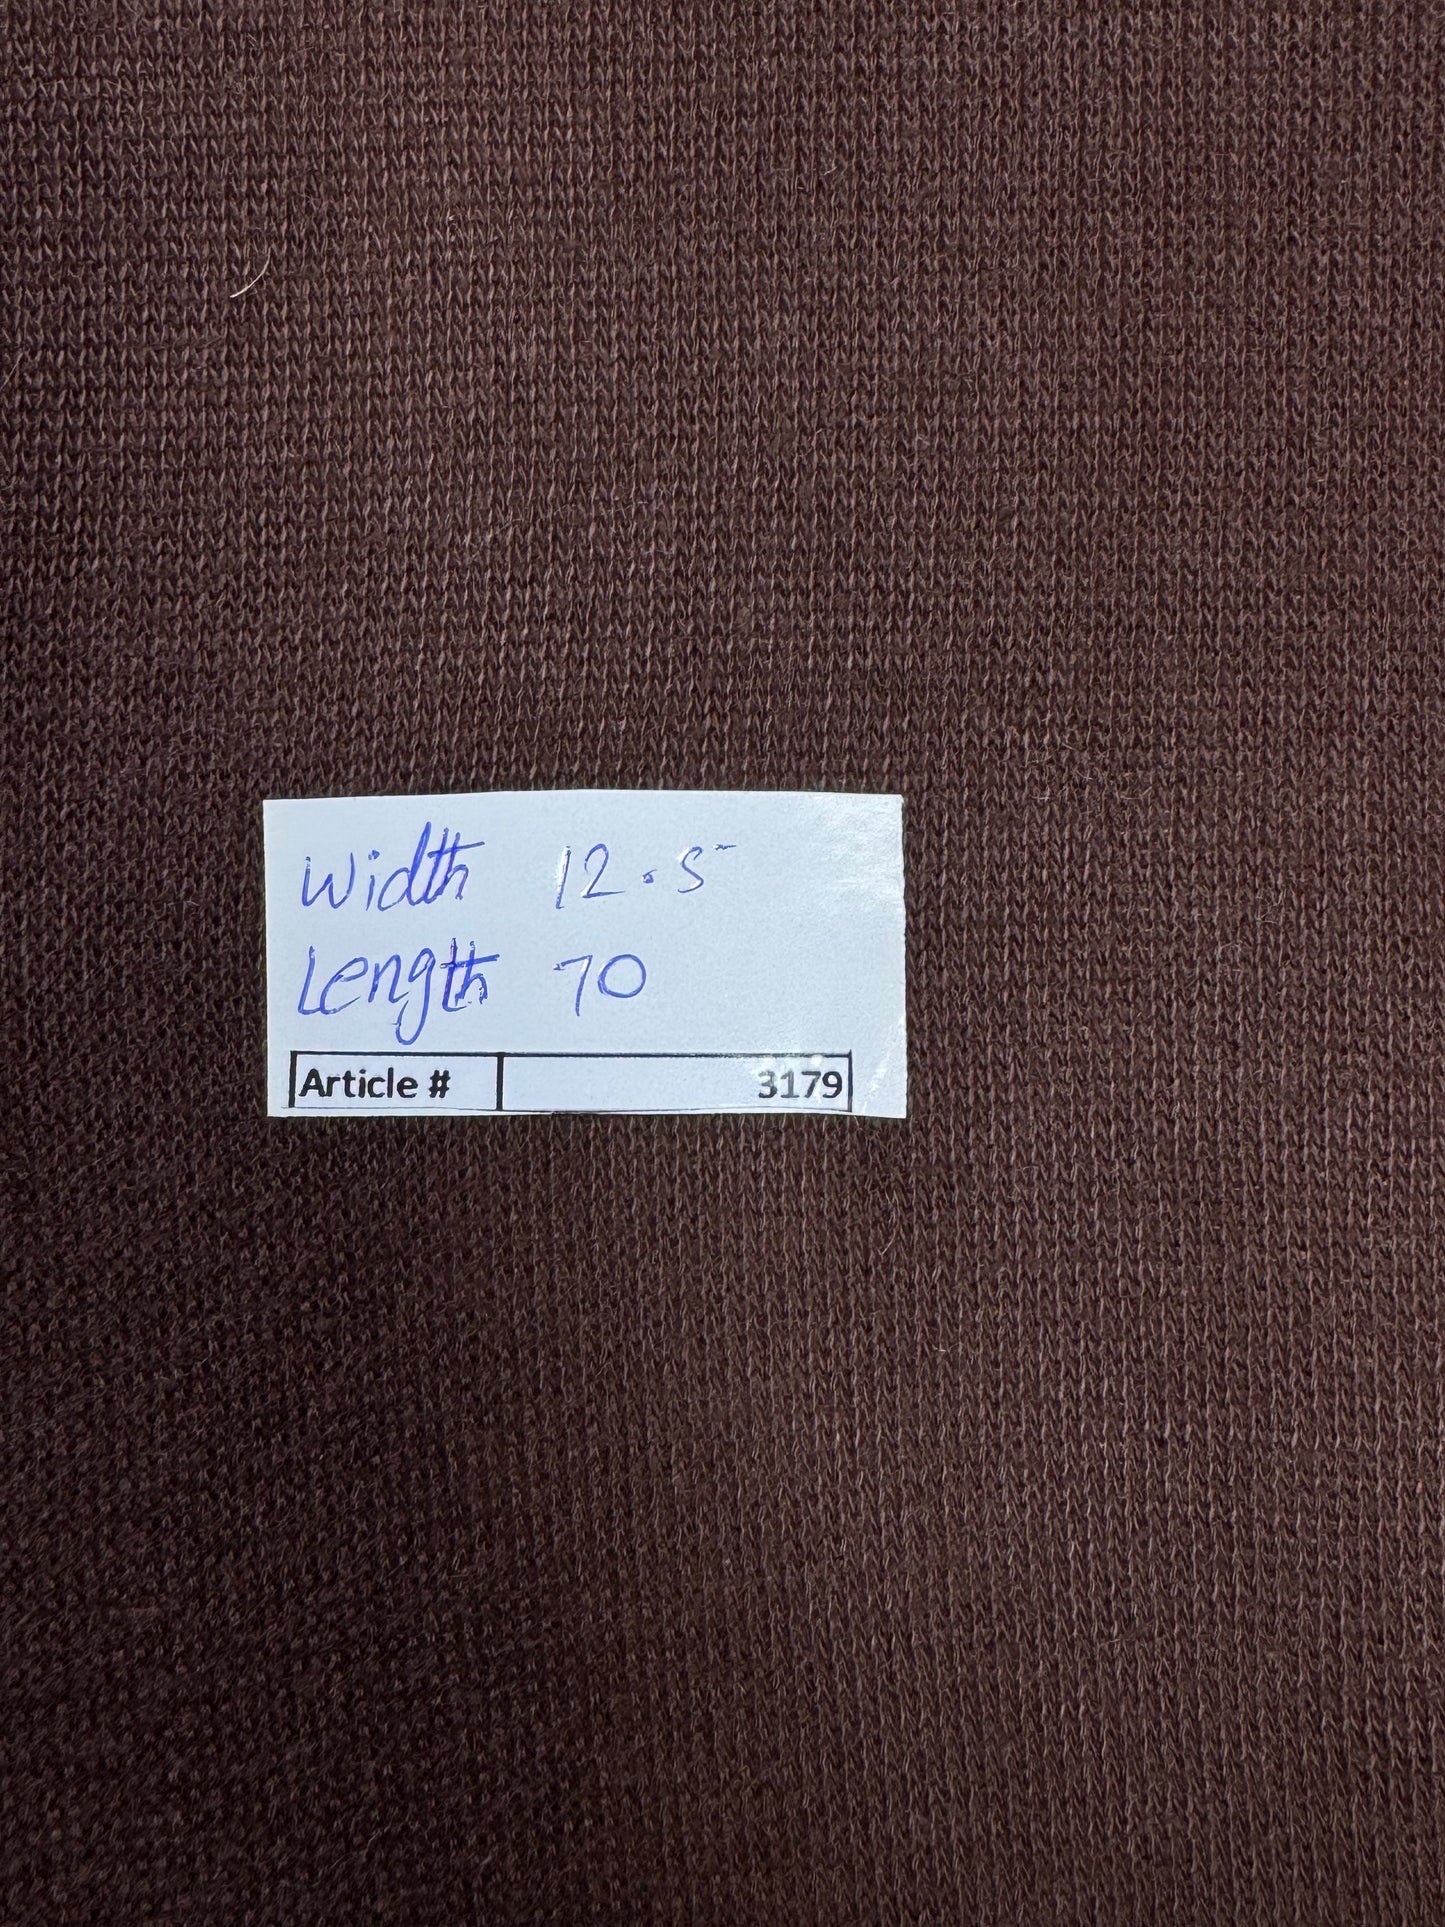 Width 12.5
Length 70
Article # 3179